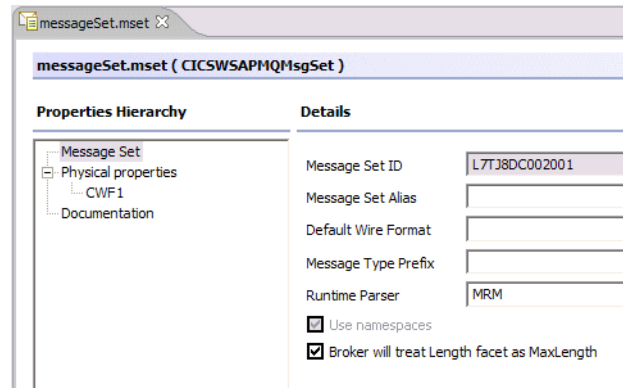 messageSet.mset
messageSet.mset ( CICSWSAPMQMsgSet )
Properties Hierarchy
Message Set
Physical properties
CWF1
Documentation
Details
Message Set ID L7TJ8DC002001
Message Set Alias
Default Wire Format
Message Type Prefix
Runtime Parser MRM
Use namespaces
Broker will treat Length facet as MaxLength